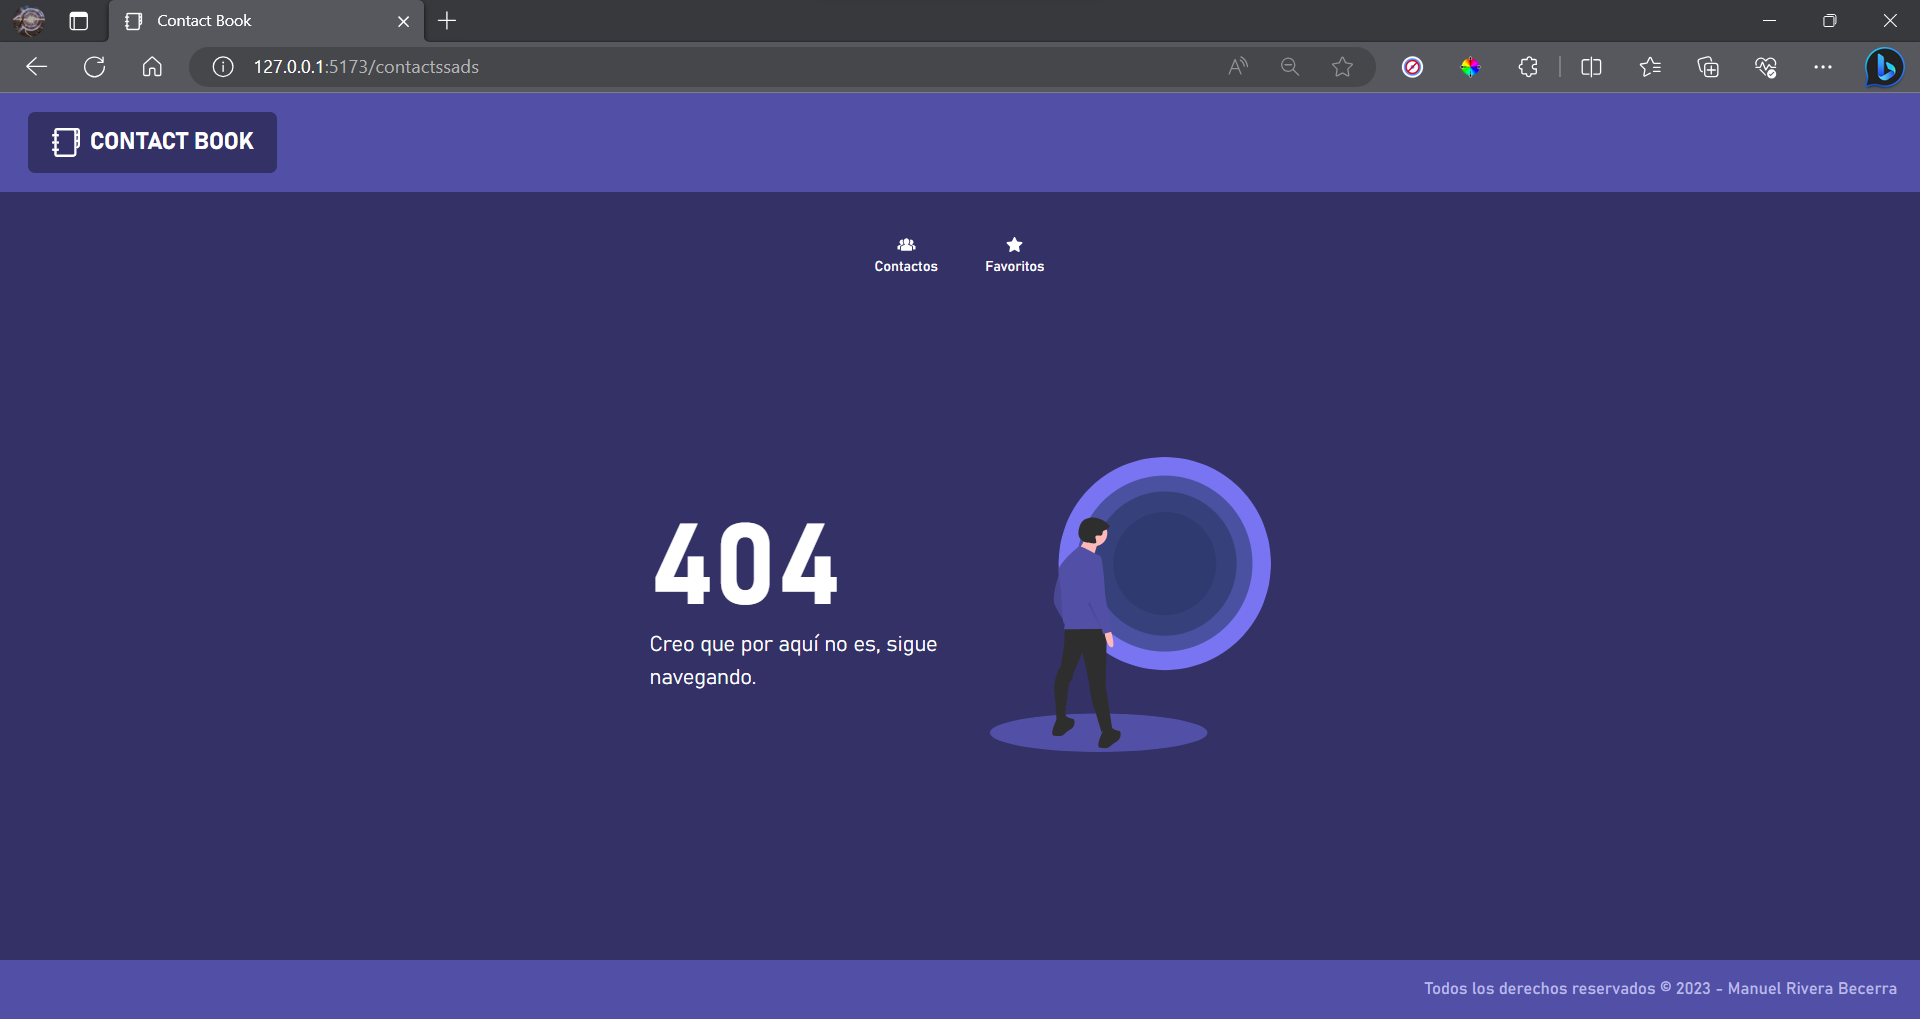 Contact Book
127.0.0.1:5173/contactssads
CONTACT BOOK
Contactos
Favoritos
404
Creo que por aquí no es, sigue
navegando.
Todos los derechos reservados © 2023 - Manuel Rivera Becerra